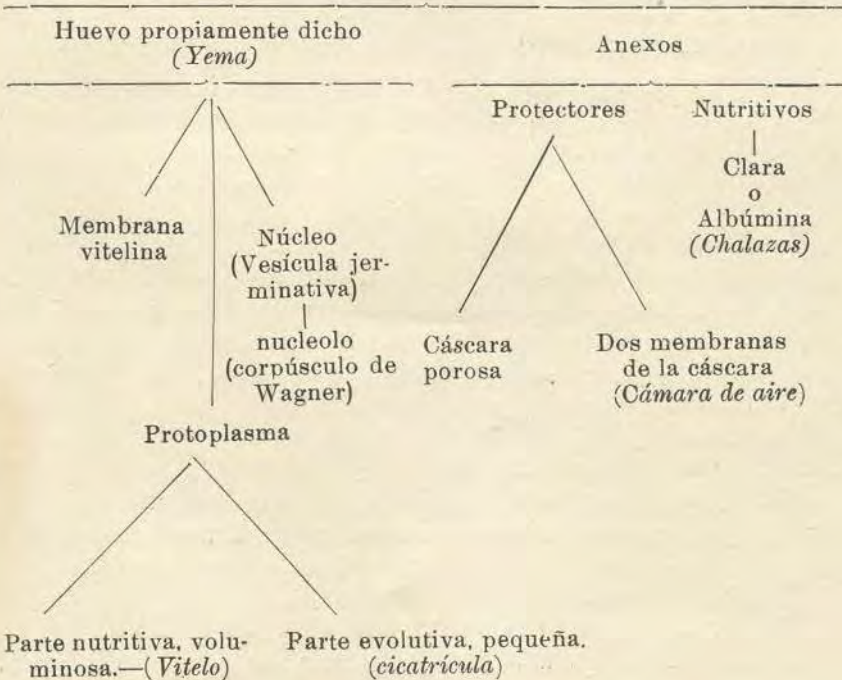 Huevo propiamente dicho
(Yema)
Anexos
Protectores
Nutritivos
Clara
o
Albúmina
(Chalazas)
Membrana
vitelina
Núcleo
(Vesícula jer-
minativa)
nucleolo
(corpúsculo de
Wagner)
Cáscara
porosa
Dos membranas
de la cáscara
(Cámara de aire)
Protoplasma
Parte nutritiva, volu-
minosa.—(Vitelo)
Parte evolutiva, pequeña.
(cicatrícula)